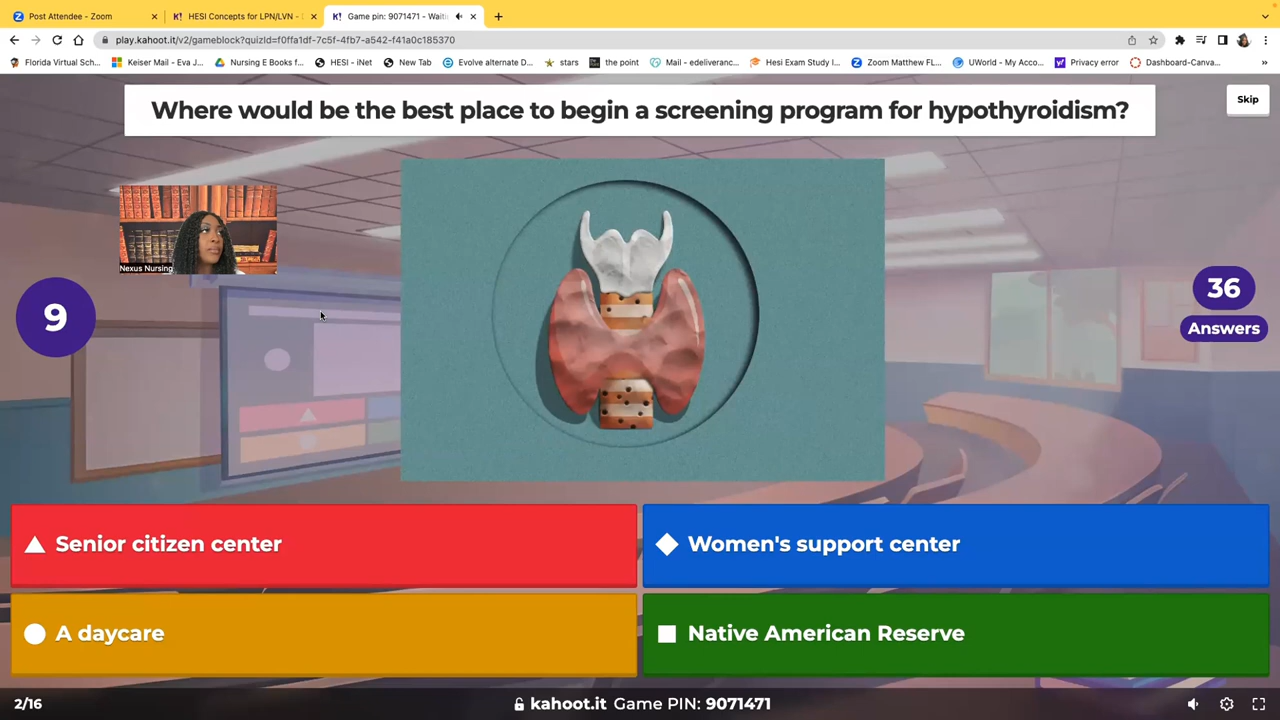 Post Attendee - Zoom
HESI Concepts for LPN/LVN -
Game pin: 9071471 - Waiti
play.kahoot.it/v2/gameblock?quizId=f0ffa1df-7c5f-4fb7-a542-f41a0c185370
Florida Virtual Sch... Keiser Mail - Eva J... Nursing E Books f... HESI - iNet New Tab Evolve alternate D... stars the point Mail - edeliveranc... Hesi Exam Study I... Zoom Matthew FL... UWorld - My Acco... Privacy error Dashboard-Canva... »
Where would be the best place to begin a screening program for hypothyroidism?
Skip
Nexus Nursing
9
36
Answers
Senior citizen center
Women's support center
A daycare
Native American Reserve
2/16
kahoot.it Game PIN: 9071471